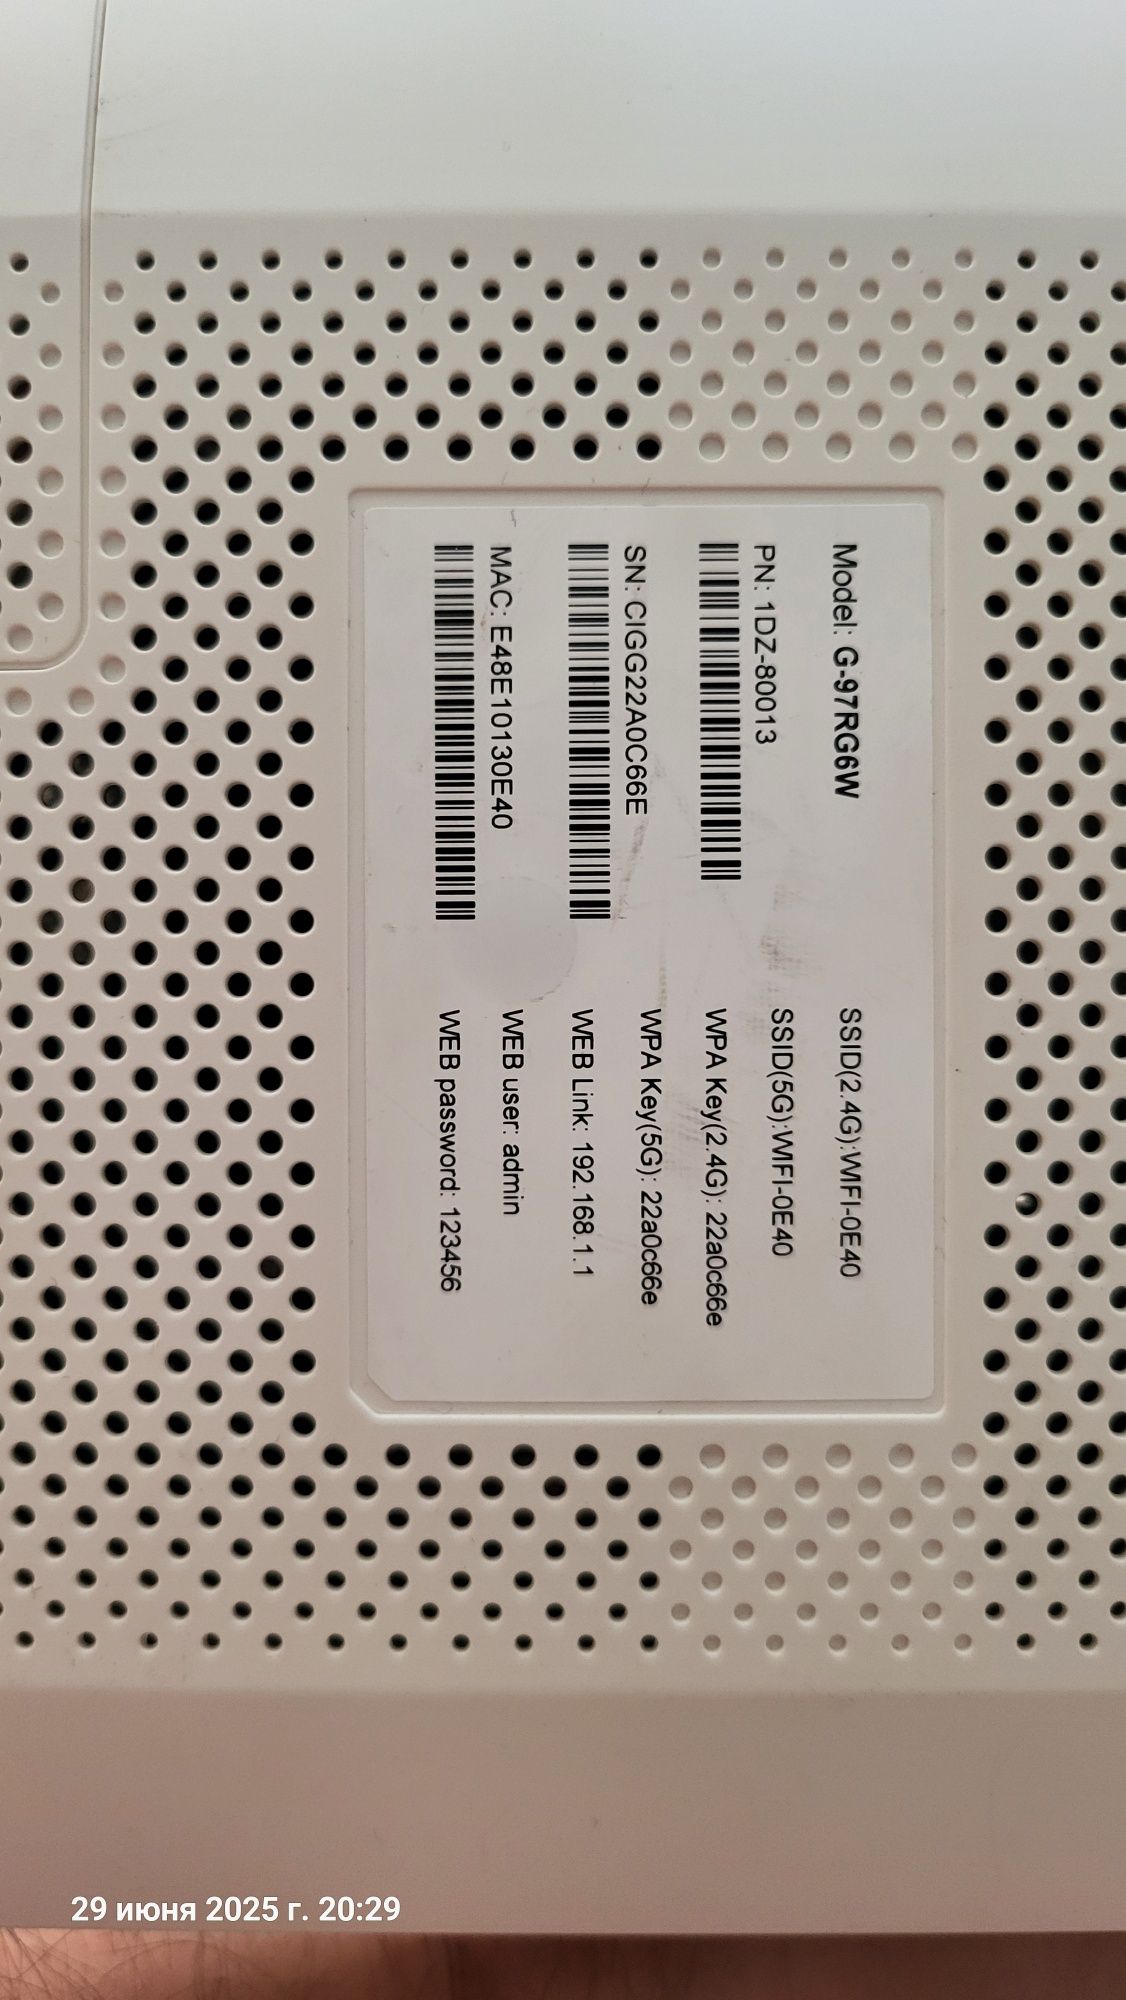 Model: G-97RG6W
PN: 1DZ-80013
SN: CIGG22A0C66E
MAC: E48E10130E40
SSID(2.4G):WIFI-0E40
SSID(5G):WIFI-0E40
WPA Key(2.4G): 22a0c66e
WPA Key(5G): 22a0c66e
WEB Link: 192.168.1.1
WEB user: admin
WEB password: 123456
29 июня 2025 г. 20:29